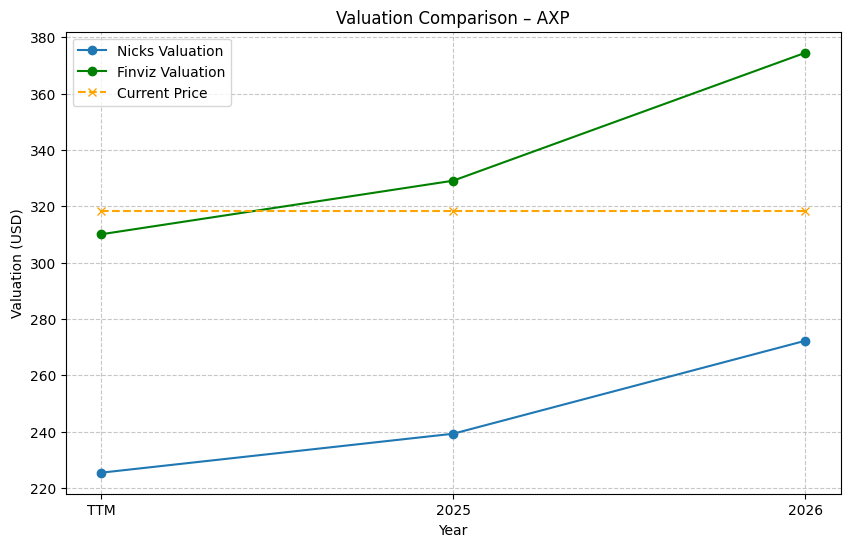 Valuation Comparison – AXP
Nicks Valuation
Finviz Valuation
Current Price
Valuation (USD)
380
360
340
320
300
280
260
240
220
TTM
2025
2026
Year